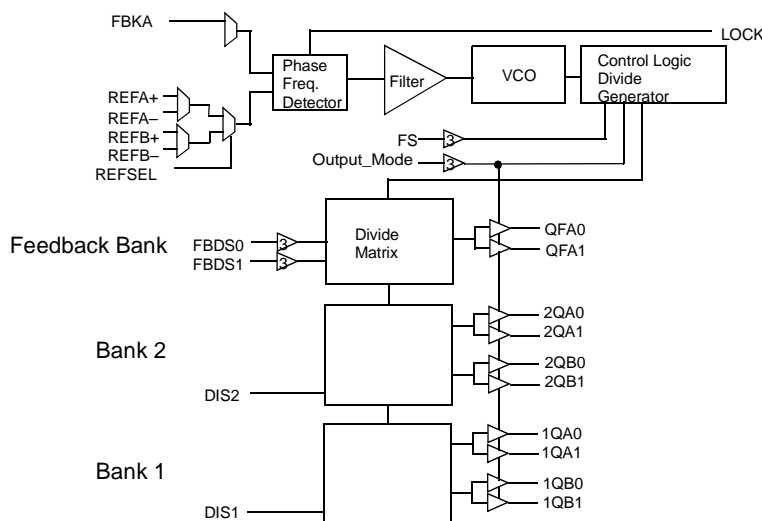 FBKA
LOCK
Phase
Freq.
Detector
Filter
VCO
Control Logic
Divide
Generator
REFA+
REFA–
REFB+
REFB–
REFSEL
FS
3
Output_Mode
3
Feedback Bank
FBDS0
3
FBDS1
3
Divide
Matrix
QFA0
QFA1
Bank 2
2QA0
2QA1
2QB0
2QB1
DIS2
Bank 1
1QA0
1QA1
1QB0
1QB1
DIS1